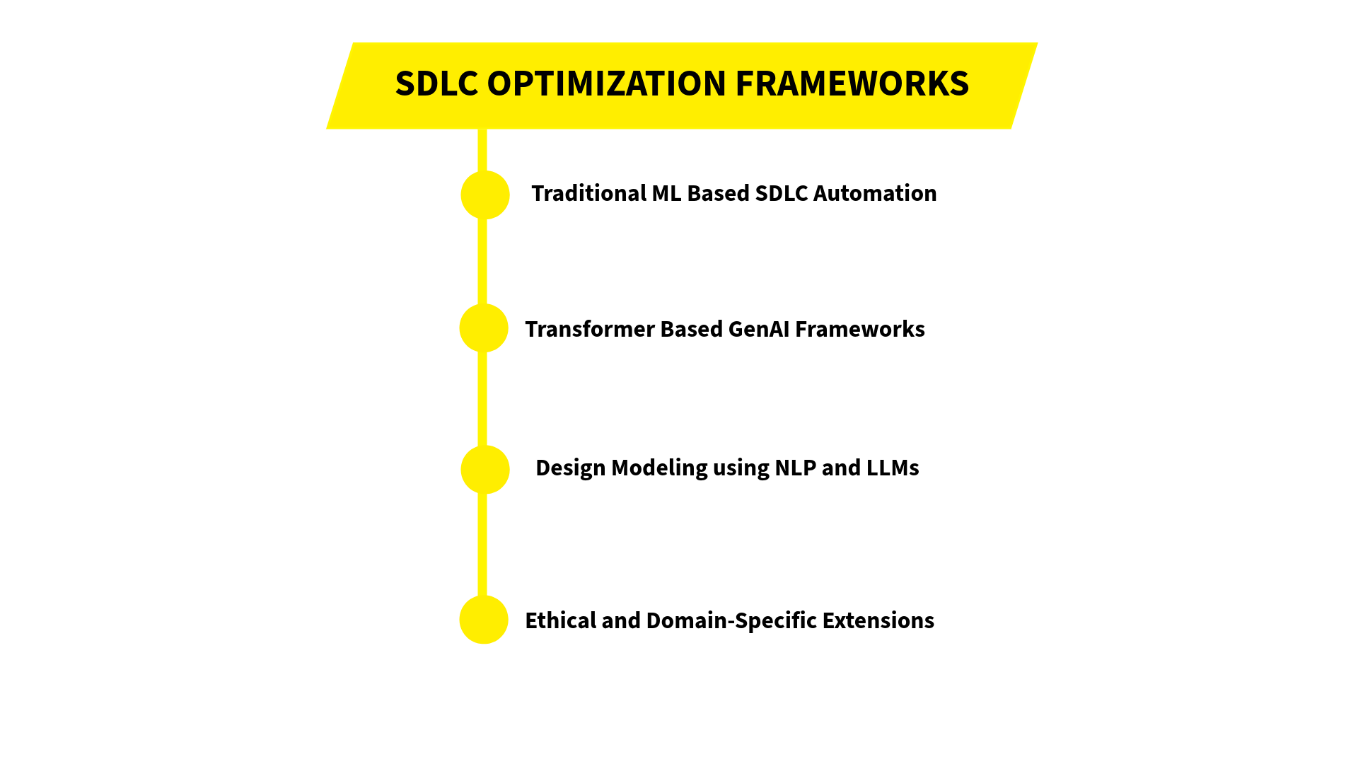 SDLC OPTIMIZATION FRAMEWORKS
Traditional ML Based SDLC Automation
Transformer Based GenAI Frameworks
Design Modeling using NLP and LLMs
Ethical and Domain-Specific Extensions